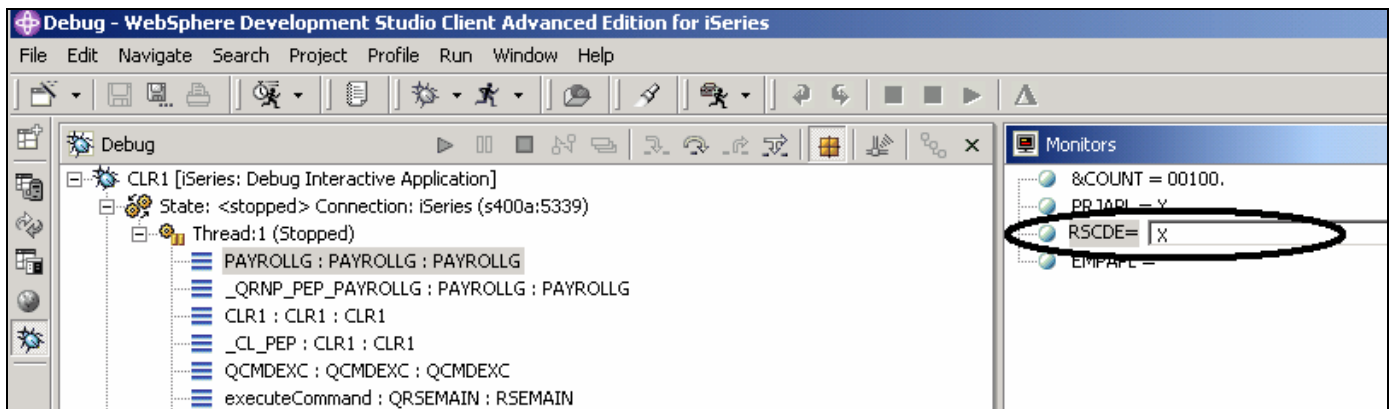 Debug - WebSphere Development Studio Client Advanced Edition for iSeries
File Edit Navigate Search Project Profile Run Window Help
Debug
Monitors
CLR1 [iSeries: Debug Interactive Application]
State: <stopped> Connection: iSeries (s400a:5339)
Thread:1 (Stopped)
PAYROLLG : PAYROLLG : PAYROLLG
_QRNP_PEP_PAYROLLG : PAYROLLG : PAYROLLG
CLR1 : CLR1 : CLR1
_CL_PEP : CLR1 : CLR1
QCMDEXC : QCMDEXC : QCMDEXC
executeCommand : QRSEMAIN : RSEMAIN
&COUNT = 00100.
PRJAPL = X
RSCDE= X
EMPAPL =